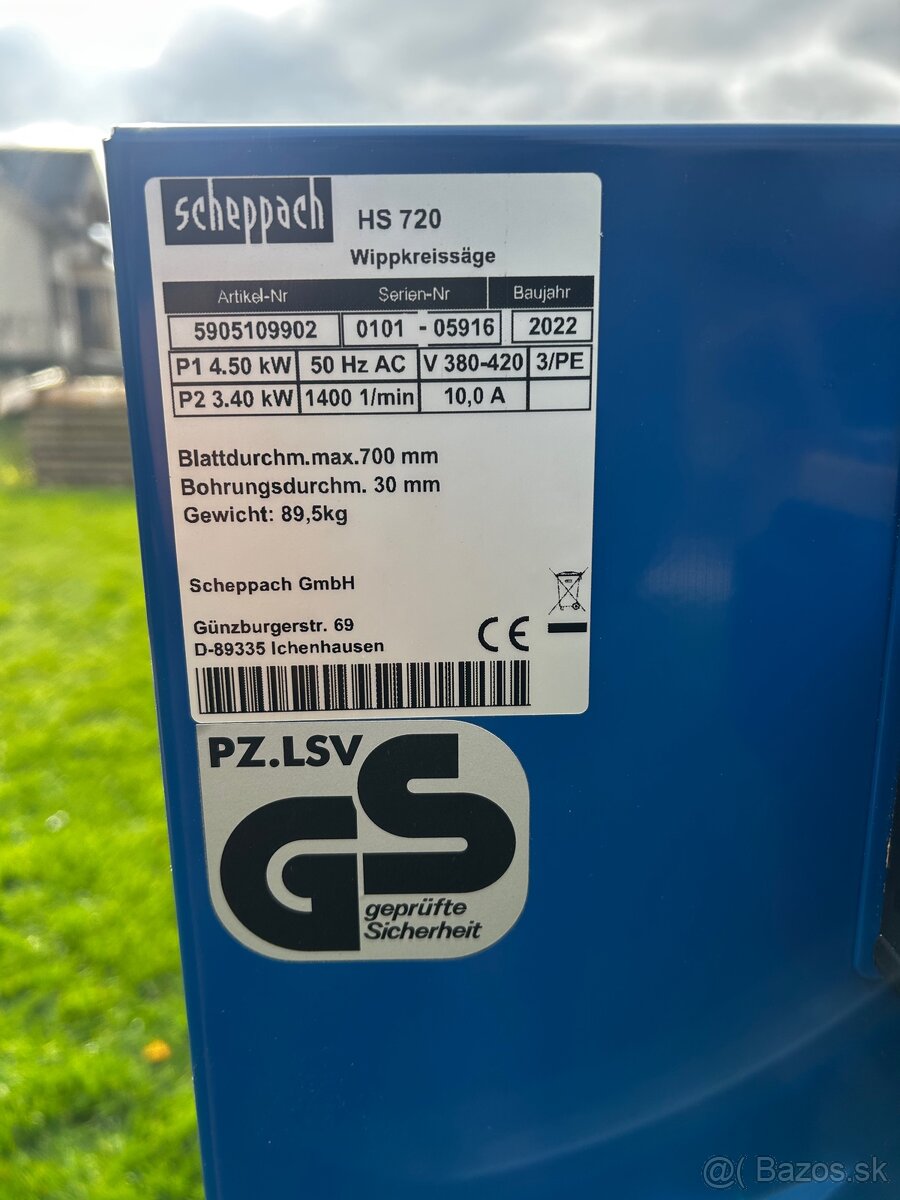 scheppach HS 720
Wippkreissäge
Artikel-Nr Serien-Nr Baujahr
5905109902 0101 - 05916 2022
P1 4.50 kW 50 Hz AC V 380-420 3/PE
P2 3.40 kW 1400 1/min 10,0 A
Blattdurchm.max.700 mm
Bohrungsdurchm. 30 mm
Gewicht: 89,5kg
Scheppach GmbH
Günzburgerstr. 69
D-89335 Ichenhausen
CE
PZ.LSV
GS
geprüfte
Sicherheit
@( Bazos.sk